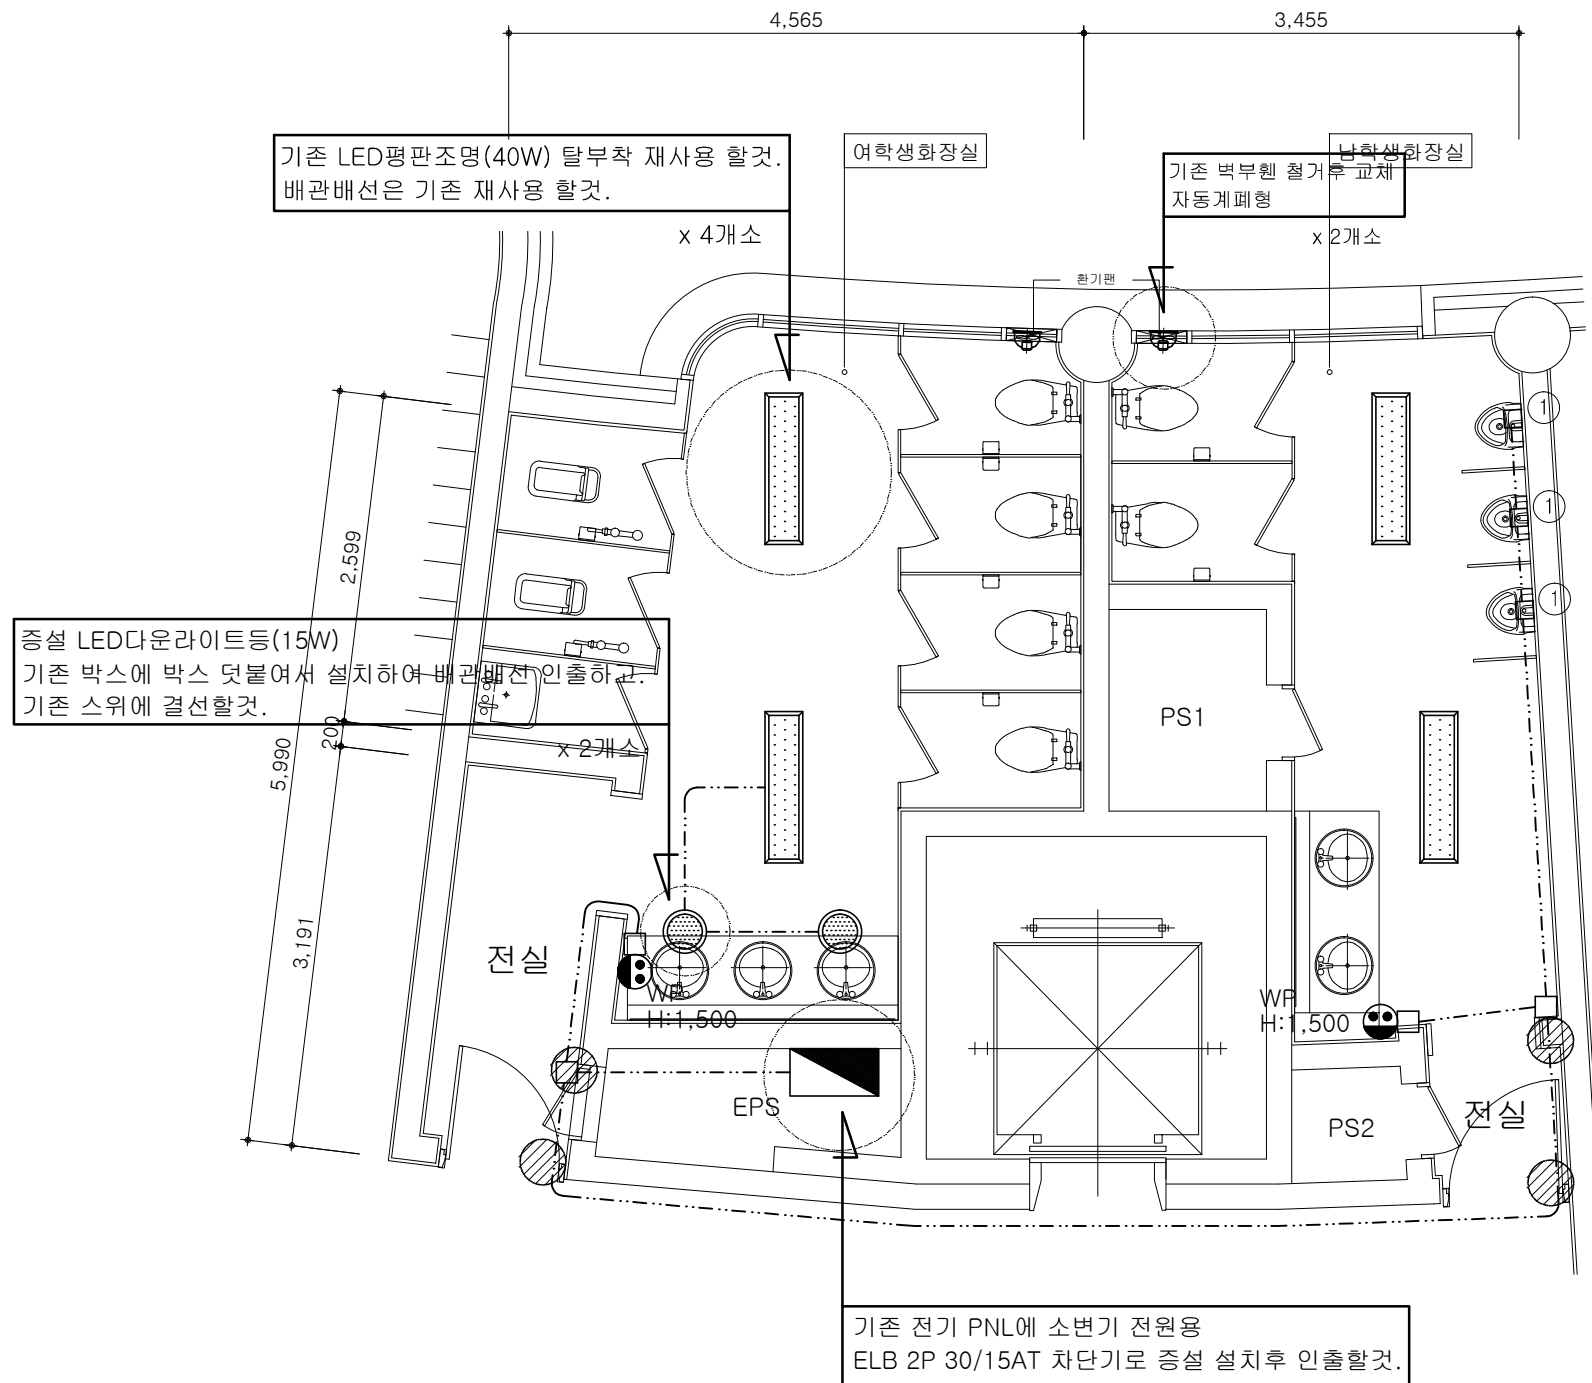 4,565
3,455
기존 LED평판조명(40W) 탈부착 재사용 할것.
배관배선은 기존 재사용 할것.
x 4개소
여학생화장실
남학생화장실
기존 벽부휀 철거후 교체
자동계폐형
x 2개소
환기팬
1
1
1
2,599
200
5,990
3,191
증설 LED다운라이트등(15W)
기존 박스에 박스 덧붙여서 설치하여 배관배선 인출하고.
기존 스위에 결선할것.
x 2개소
PS1
전실
WP
H:1,500
WP
H:1,500
EPS
PS2
전실
기존 전기 PNL에 소변기 전원용
ELB 2P 30/15AT 차단기로 증설 설치후 인출할것.